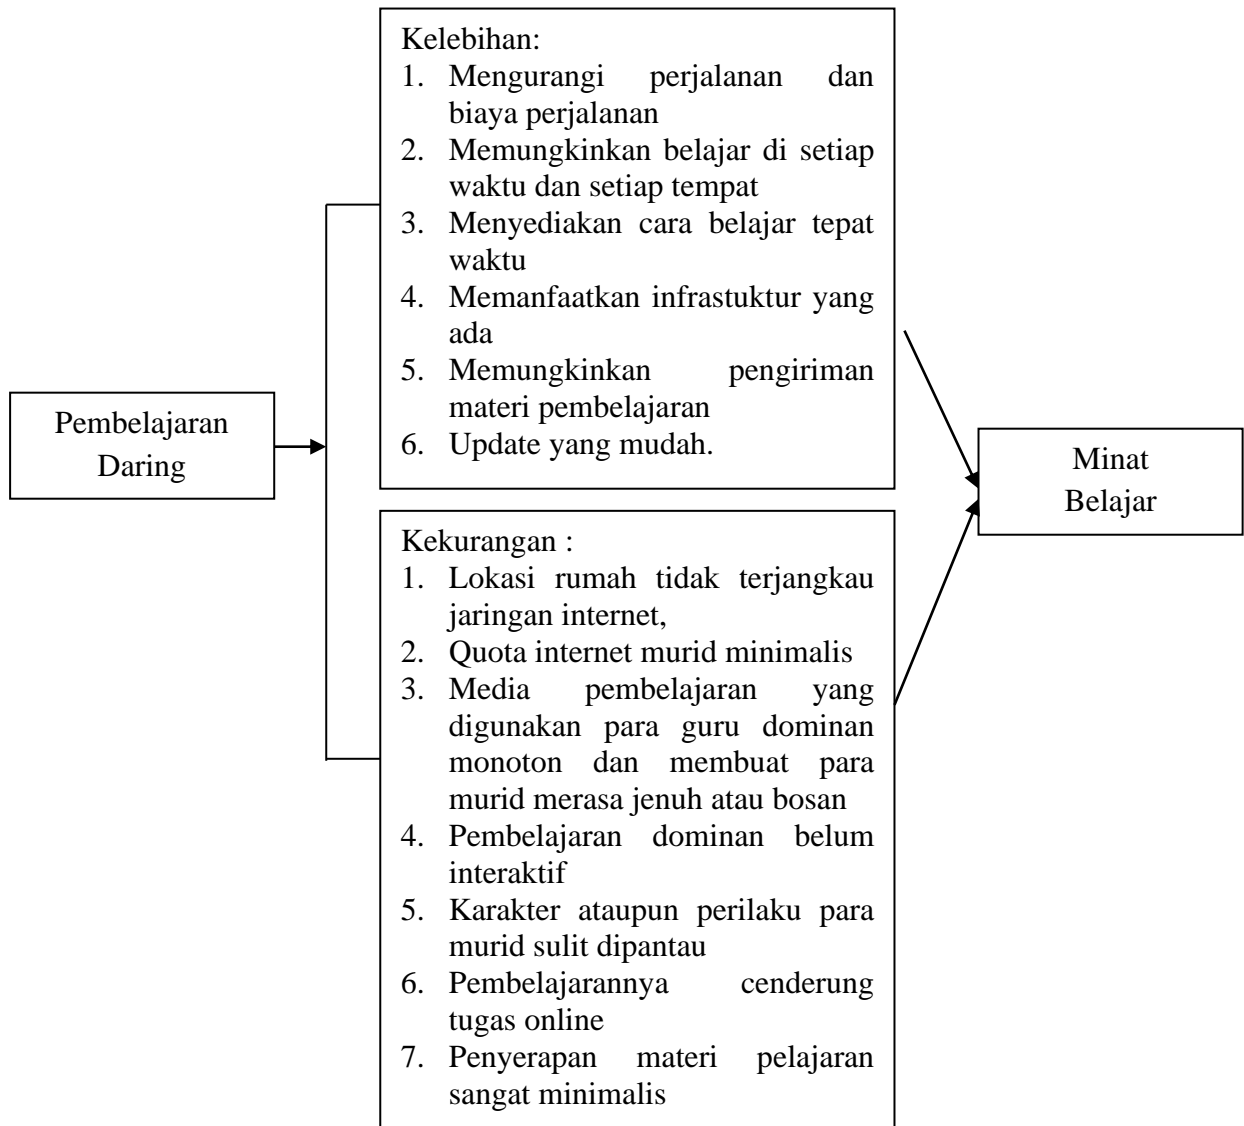 Pembelajaran
Daring
Kelebihan:
1. Mengurangi perjalanan dan
biaya perjalanan
2. Memungkinkan belajar di setiap
waktu dan setiap tempat
3. Menyediakan cara belajar tepat
waktu
4. Memanfaatkan infrastuktur yang
ada
5. Memungkinkan pengiriman
materi pembelajaran
6. Update yang mudah.
Kekurangan :
1. Lokasi rumah tidak terjangkau
jaringan internet,
2. Quota internet murid minimalis
3. Media pembelajaran yang
digunakan para guru dominan
monoton dan membuat para
murid merasa jenuh atau bosan
4. Pembelajaran dominan belum
interaktif
5. Karakter ataupun perilaku para
murid sulit dipantau
6. Pembelajarannya cenderung
tugas online
7. Penyerapan materi pelajaran
sangat minimalis
Minat
Belajar